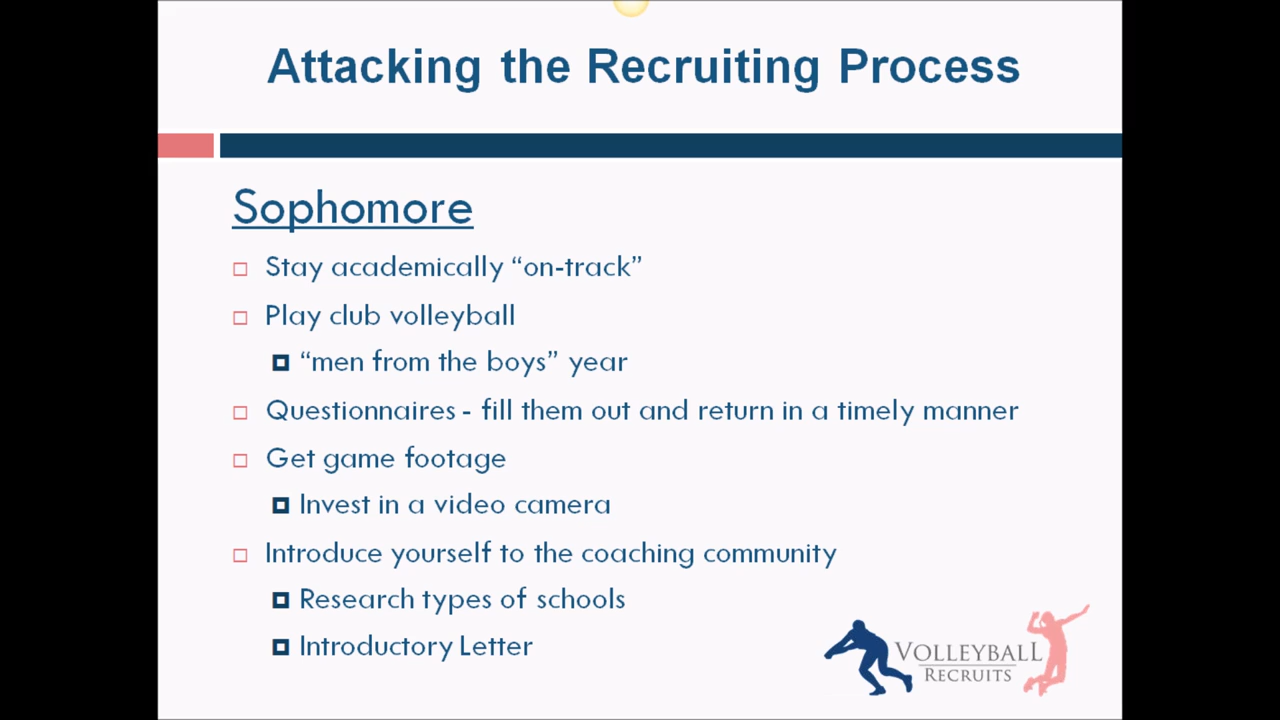 Attacking the Recruiting Process
Sophomore
Stay academically “on-track”
Play club volleyball
“men from the boys” year
Questionnaires - fill them out and return in a timely manner
Get game footage
Invest in a video camera
Introduce yourself to the coaching community
Research types of schools
Introductory Letter
VOLLEYBALL
RECRUITS